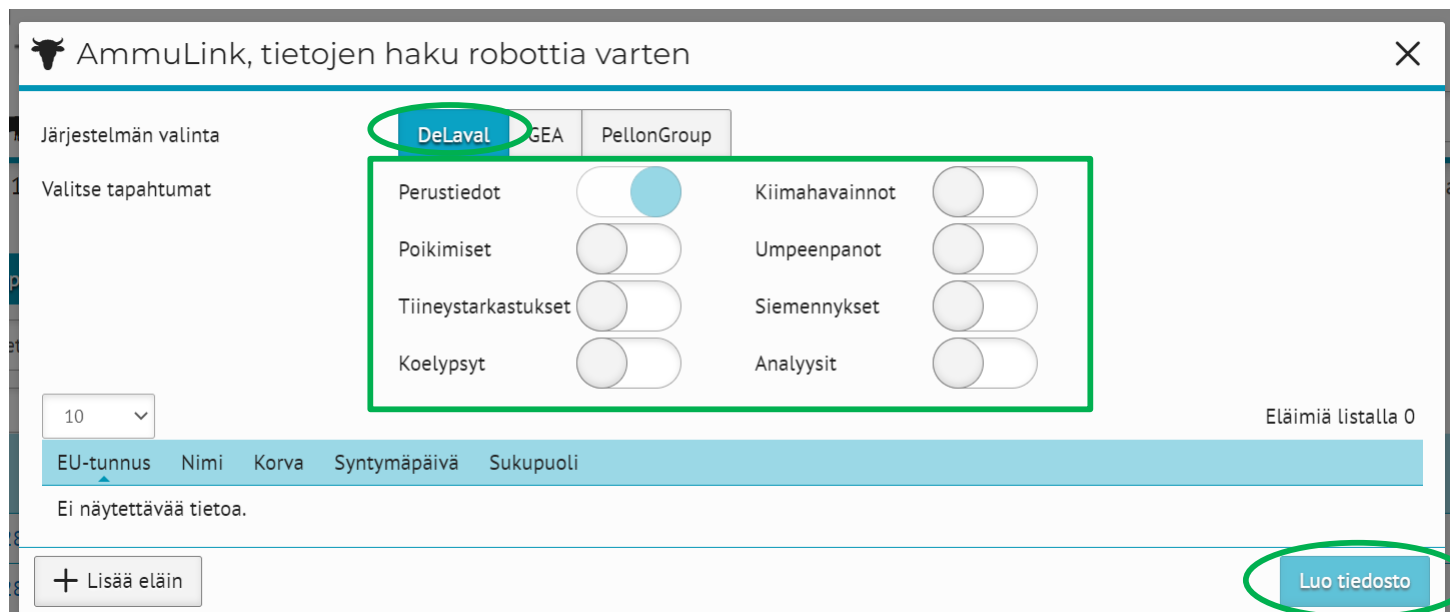 AmmuLink, tietojen haku robottia varten
Järjestelmän valinta DeLaval GEA PellonGroup
Valitse tapahtumat Perustiedot Kiimahavainnot
Poikimiset Umpeenpanot
Tiineystarkastukset Siemennykset
Koelypsyt Analyysit
10 Eläimiä listalla 0
EU-tunnus Nimi Korva Syntymäpäivä Sukupuoli
Ei näytettävää tietoa.
+ Lisää eläin Luo tiedosto